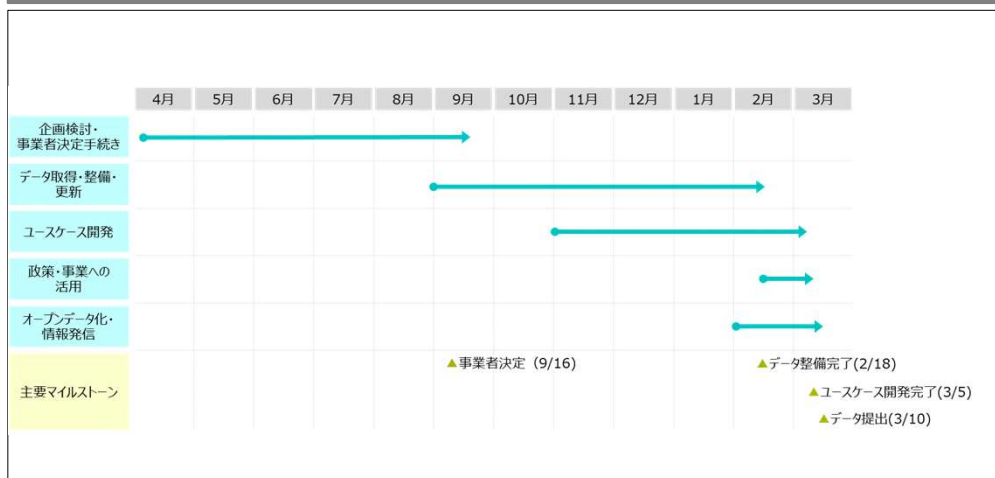 4月 5月 6月 7月 8月 9月 10月 11月 12月 1月 2月 3月
企画検討・
事業者決定手続き
データ取得・整備・
更新
ユースケース開発
政策・事業への
活用
オープンデータ化・
情報発信
主要マイルストーン
▲事業者決定（9/16）
▲データ整備完了(2/18)
▲ユースケース開発完了(3/5)
▲データ提出(3/10)